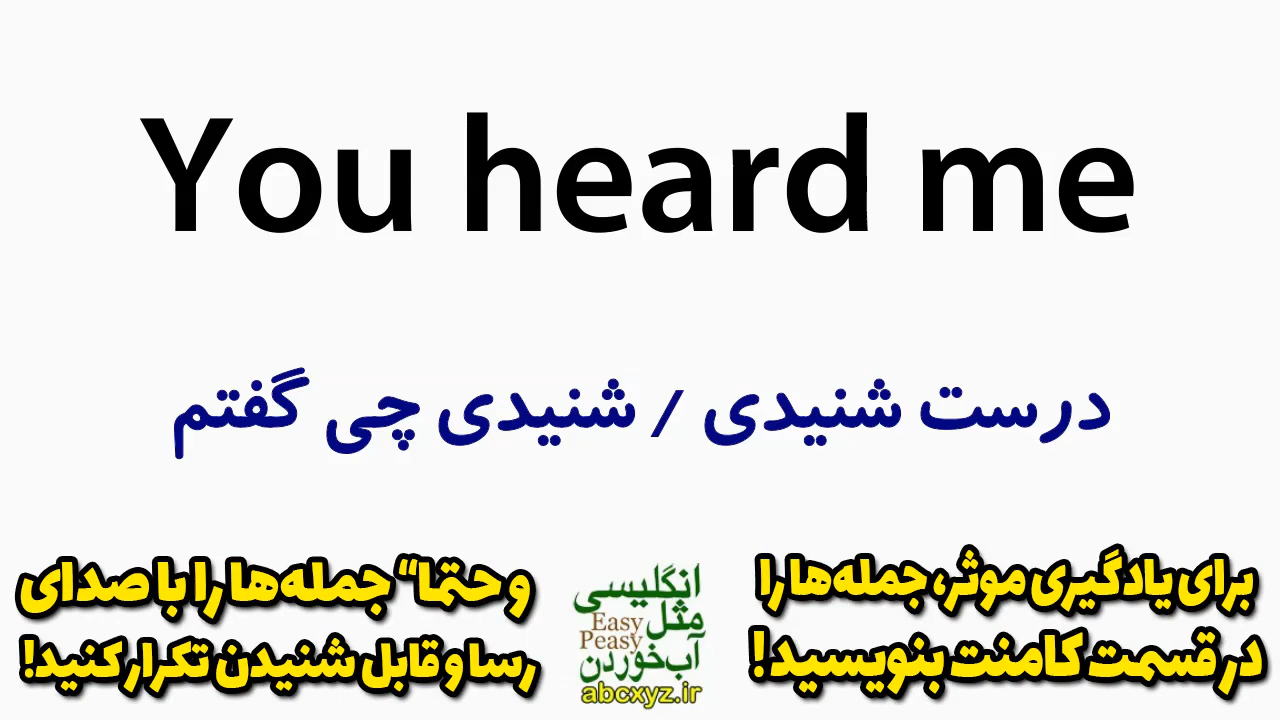 You heard me
درست شنیدی / شنیدی چی گفتم
برای یادگیری موثر، جمله‌ها را
در قسمت کامنت بنویسید!
انگلیسی
مثل
Easy
Peasy
آب‌خوردن
abcxyz.ir
و حتما“ جمله‌ها را با صدای
رسا و قابل شنیدن تکرار کنید!